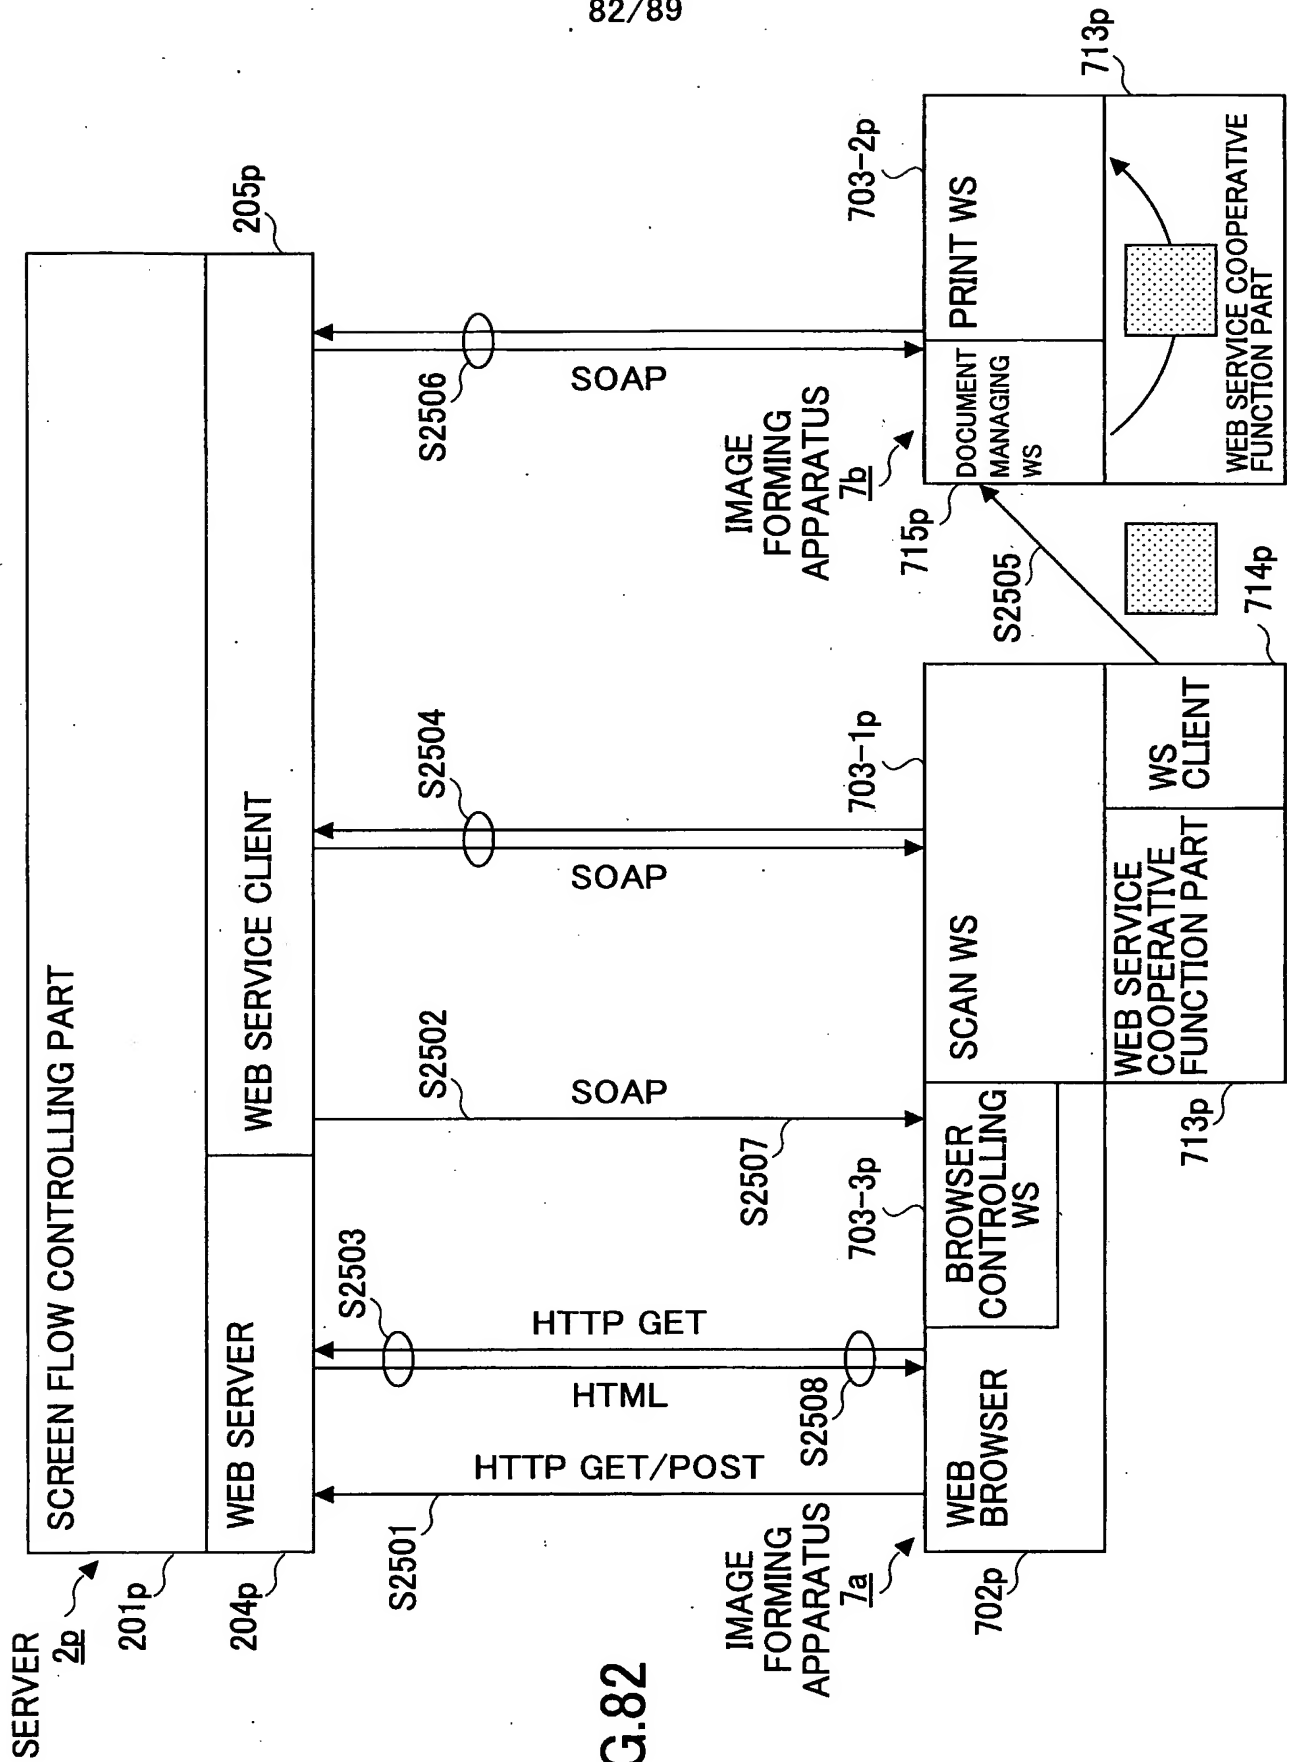 82/89
SERVER
2p
201p
204p
205p
SCREEN FLOW CONTROLLING PART
WEB SERVER
WEB SERVICE CLIENT
S2501
HTTP GET/POST
S2503
HTTP GET
HTML
S2508
S2502
SOAP
S2507
S2504
SOAP
S2506
SOAP
IMAGE
FORMING
APPARATUS
7a
702p
WEB
BROWSER
703-3p
BROWSER
CONTROLLING
WS
703-1p
SCAN WS
713p
WEB SERVICE
COOPERATIVE
FUNCTION PART
WS
CLIENT
714p
S2505
IMAGE
FORMING
APPARATUS
7b
715p
DOCUMENT
MANAGING
WS
703-2p
PRINT WS
713p
WEB SERVICE COOPERATIVE
FUNCTION PART
G.82